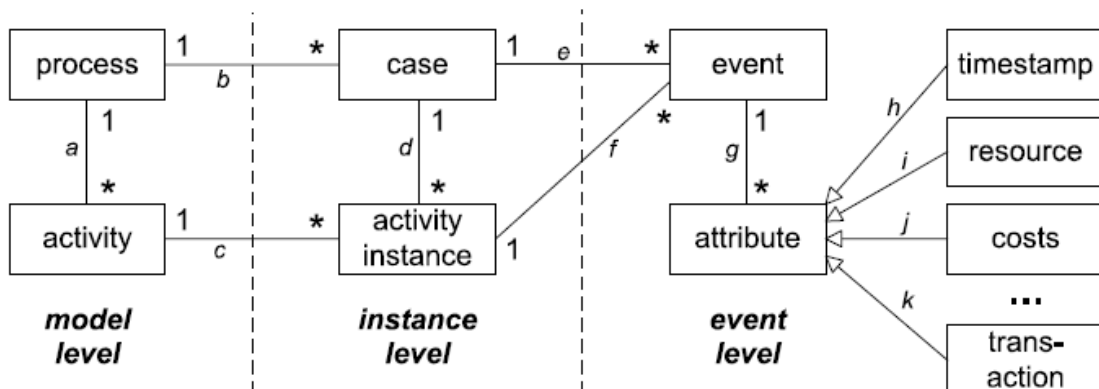 process 1 b * case 1 e * event timestamp
1 1 * 1 h
a d f g i resource
* * * j costs
activity 1 c * activity 1 attribute k ...
instance
model instance event trans-
level level level action